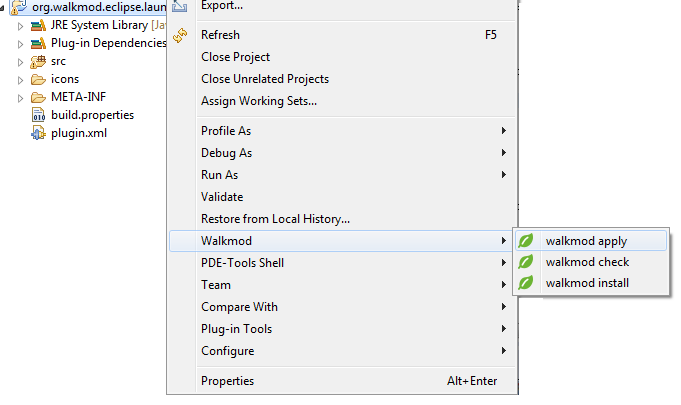 org.walkmod.eclipse.laun
JRE System Library [Jav
Plug-in Dependencies
src
icons
META-INF
build.properties
plugin.xml
Export...
Refresh F5
Close Project
Close Unrelated Projects
Assign Working Sets...
Profile As
Debug As
Run As
Validate
Restore from Local History...
Walkmod
PDE-Tools Shell
Team
Compare With
Plug-in Tools
Configure
Properties Alt+Enter
walkmod apply
walkmod check
walkmod install